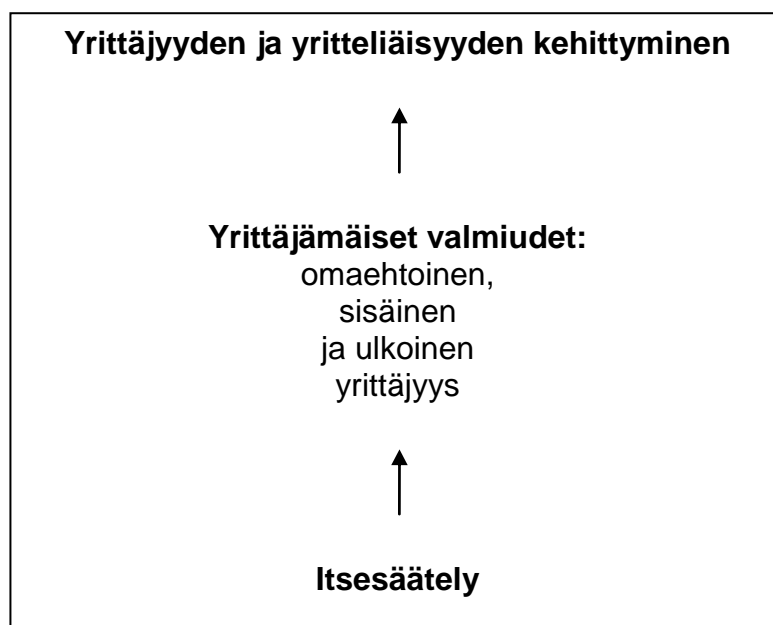 Yrittäjyyden ja yritteliäisyyden kehittyminen
Yrittäjämäiset valmiudet:
omaehtoinen,
sisäinen
ja ulkoinen
yrittäjyys
Itsesäätely